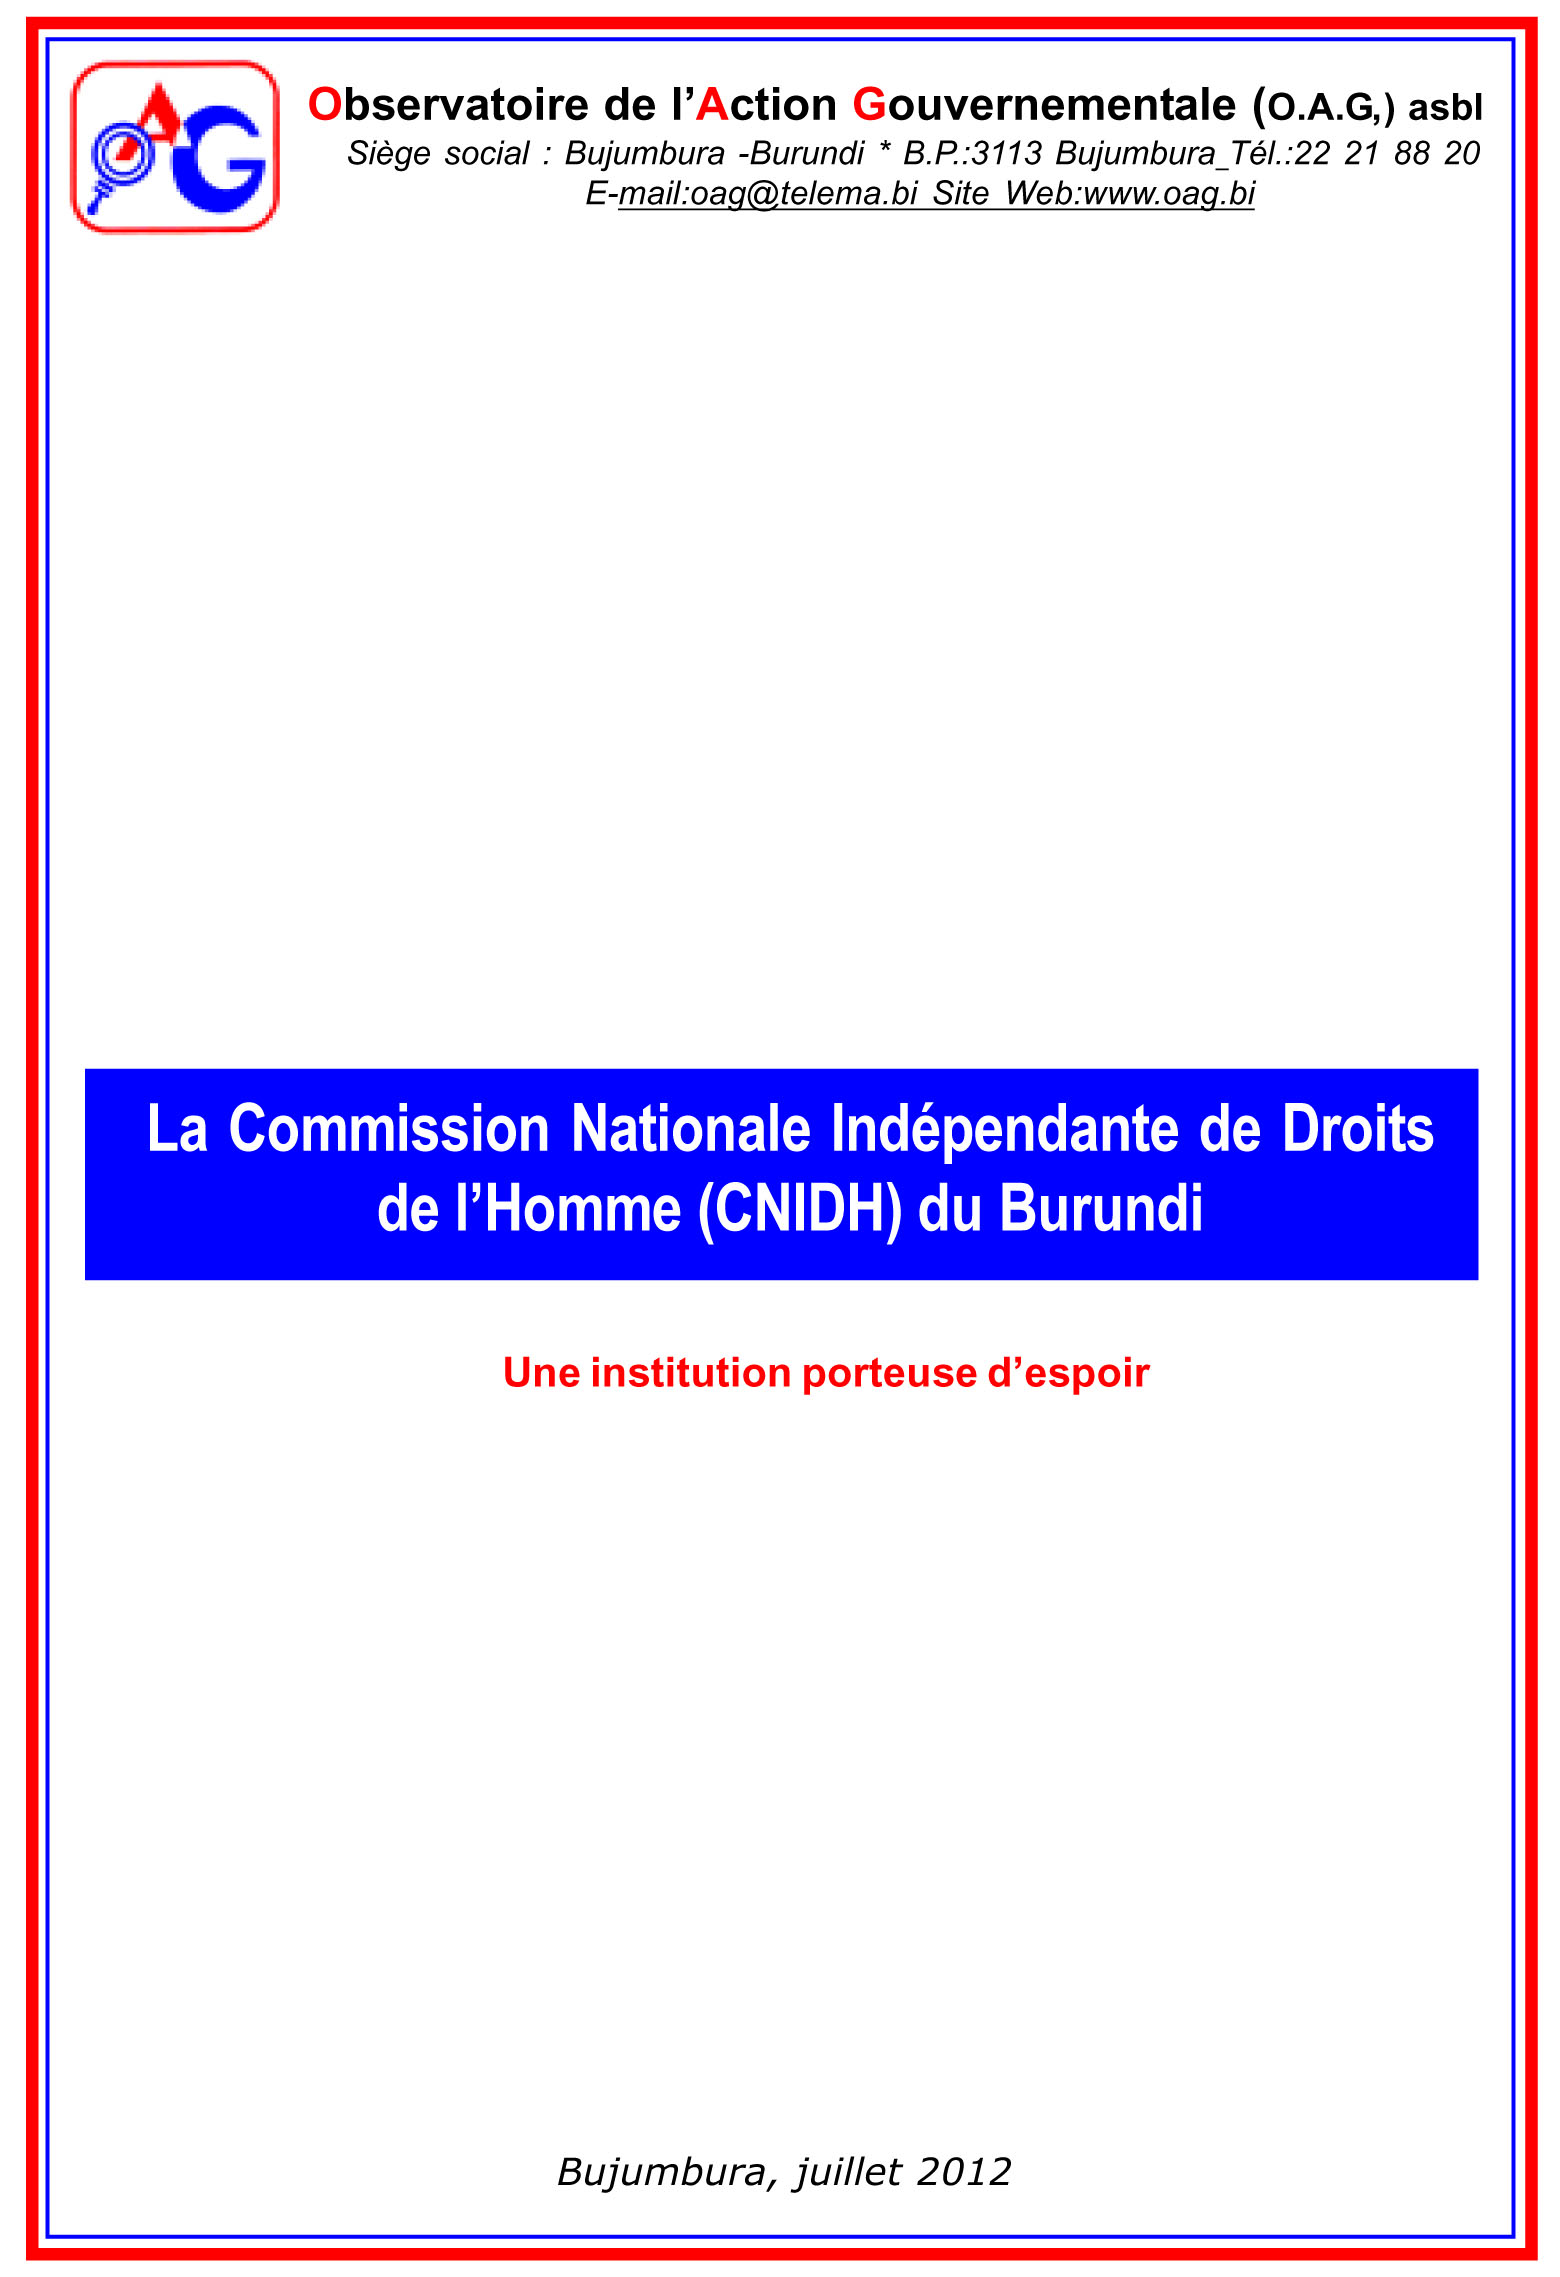 AG
Observatoire de l’Action Gouvernementale (O.A.G,) asbl
Siège social : Bujumbura -Burundi * B.P.:3113 Bujumbura_Tél.:22 21 88 20
E-mail:oag@telema.bi Site Web:www.oag.bi
La Commission Nationale Indépendante de Droits
de l’Homme (CNIDH) du Burundi
Une institution porteuse d’espoir
Bujumbura, juillet 2012